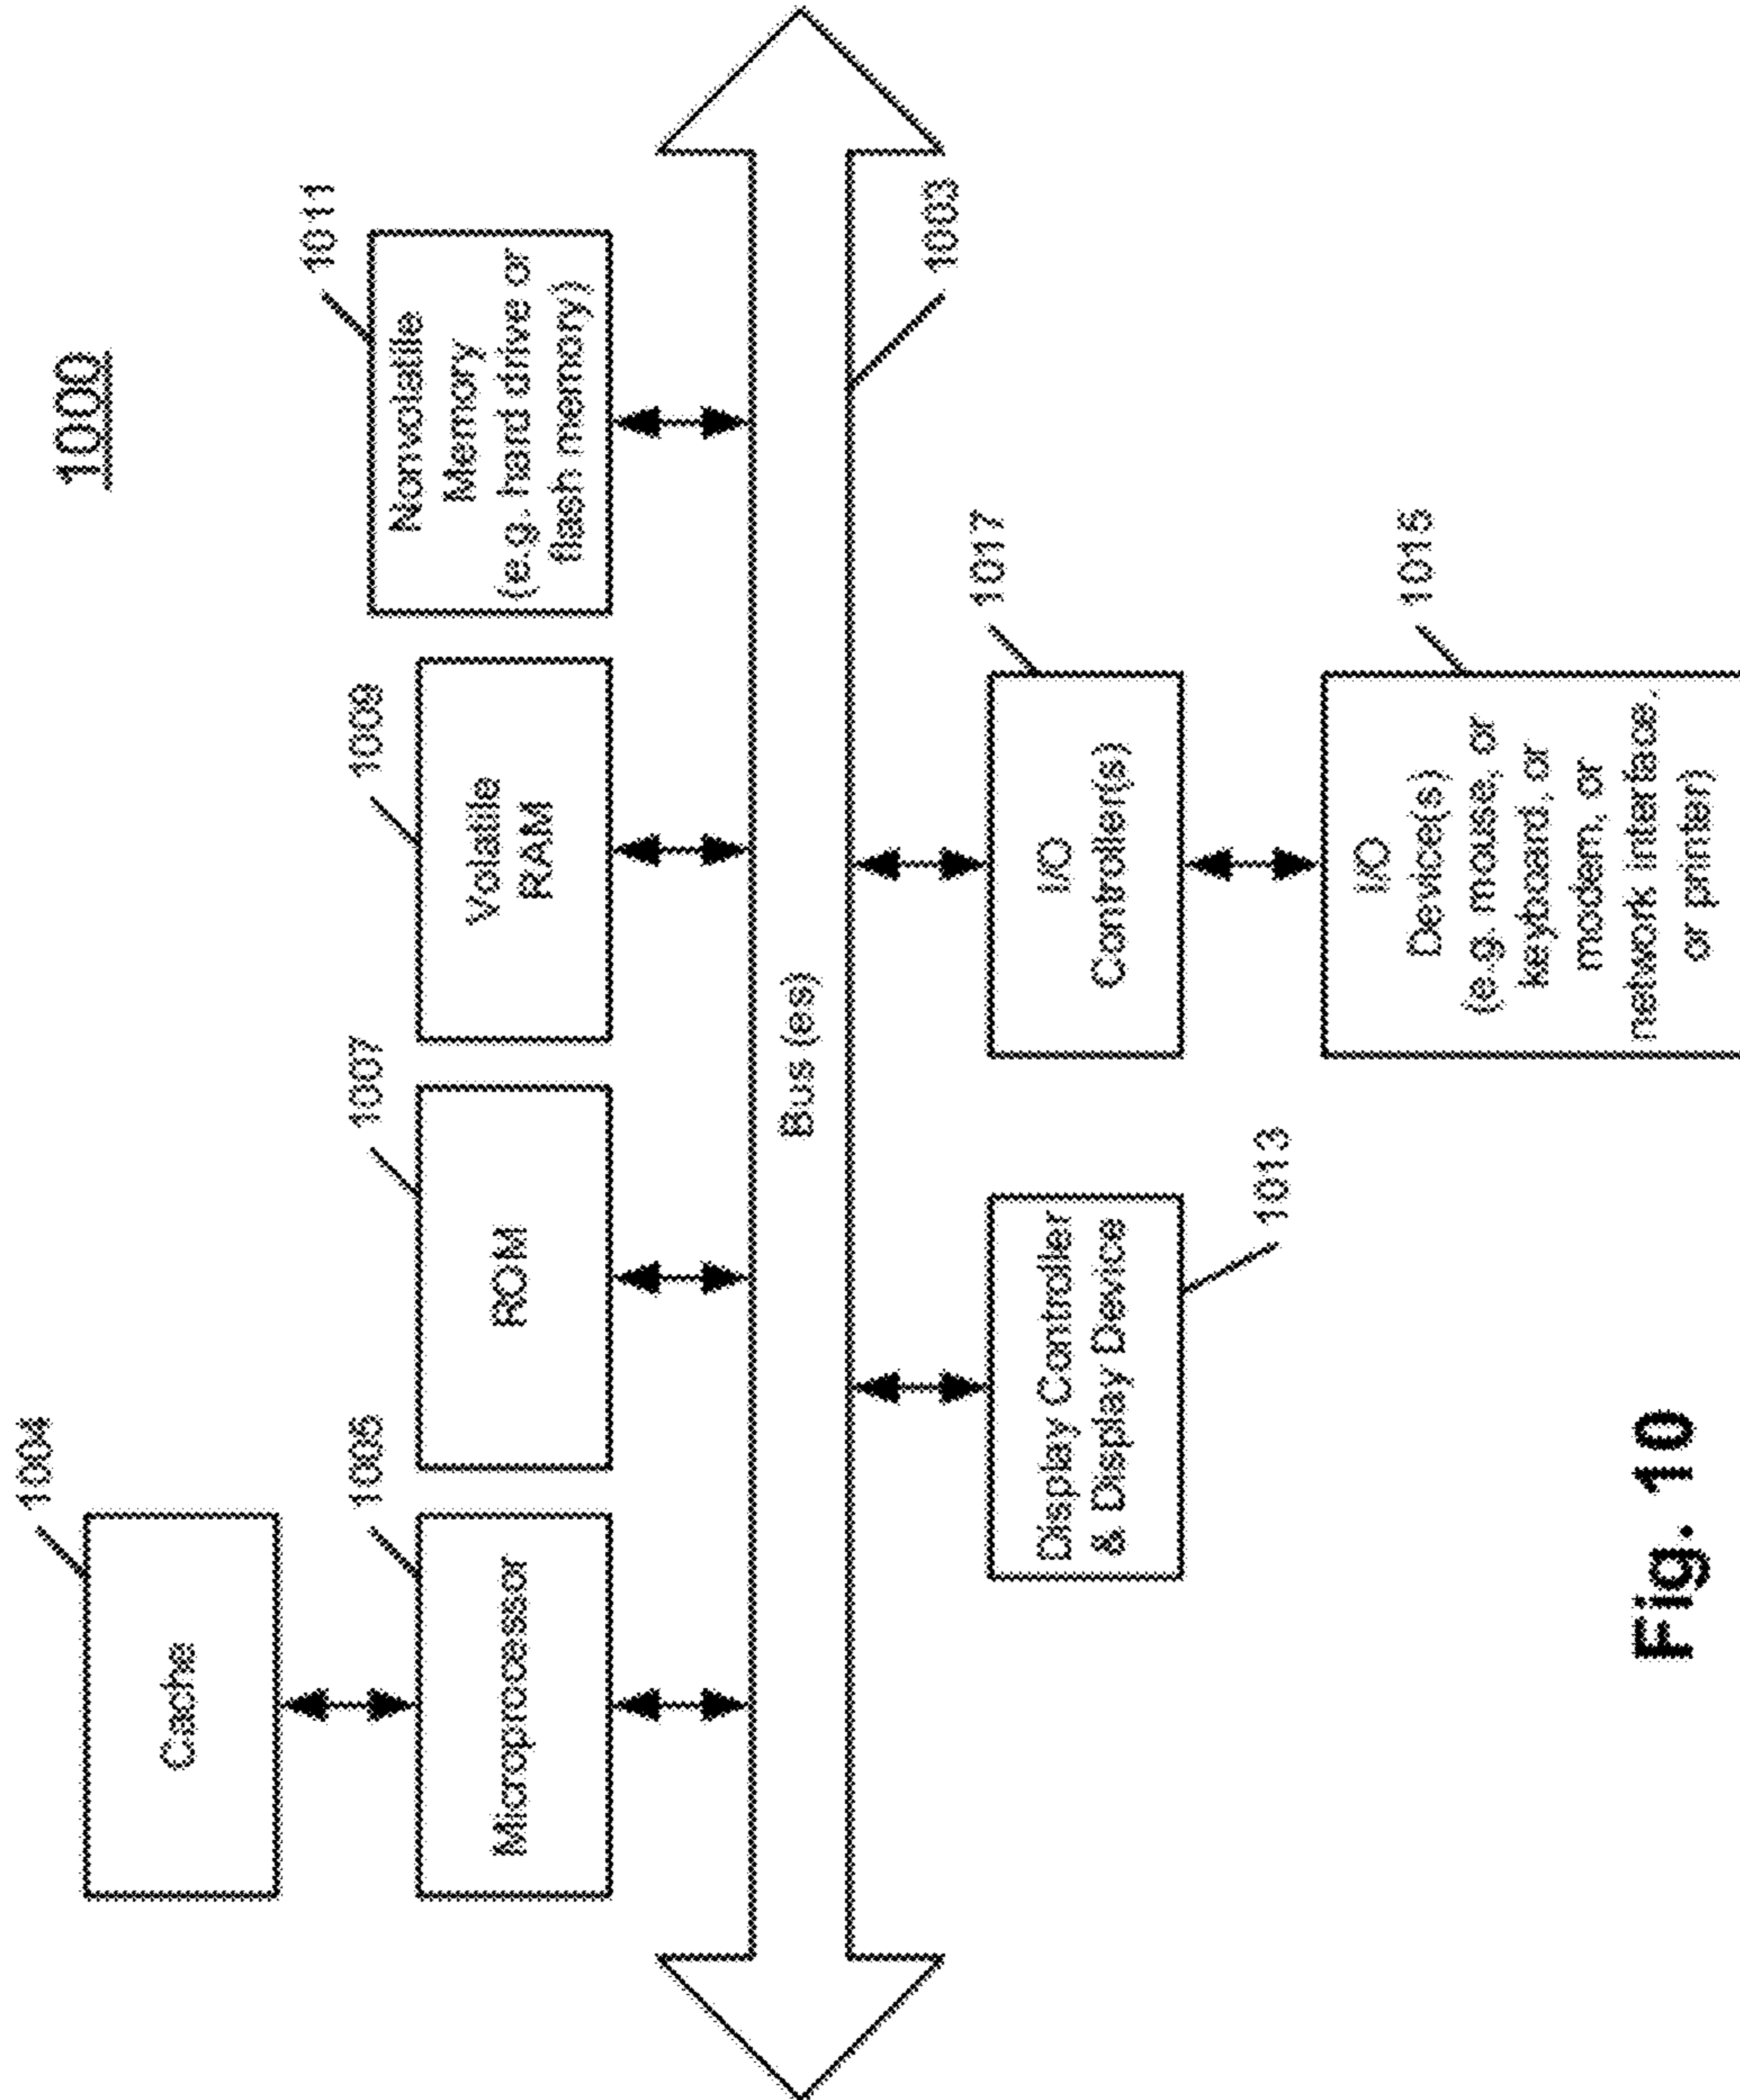 1000
1004
Cache
1005
Microprocessor
1007
ROM
1009
Volatile
RAM
1011
Nonvolatile
Memory
(e.g. hard drive or
flash memory)
Bus (es)
1003
Display Controller
& Display Device
1013
1017
I/O
Controller(s)
1015
I/O
Device(s)
(e.g. mouse, or
keyboard, or
modem, or
network interface,
or printer)
Fig. 10